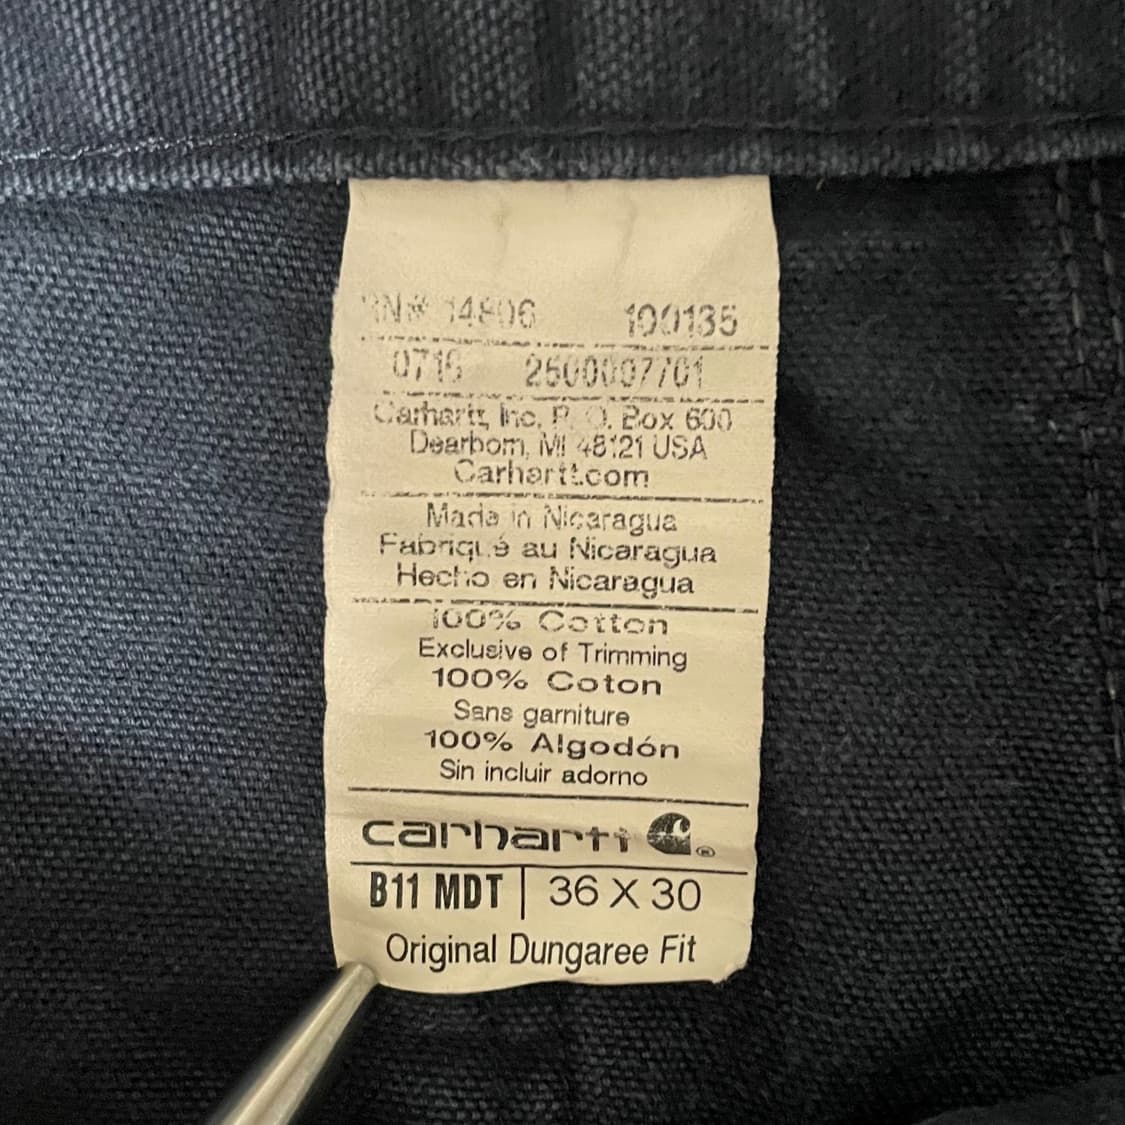 RN# 14806 100135
0716 2600007701
Carhartt, Inc. P. O. Box 600
Dearborn, MI 48121 USA
Carhartt.com
Made in Nicaragua
Fabriqué au Nicaragua
Hecho en Nicaragua
100% Cotton
Exclusive of Trimming
100% Coton
Sans garniture
100% Algodón
Sin incluir adorno
carhartt ®
B11 MDT | 36 X 30
Original Dungaree Fit